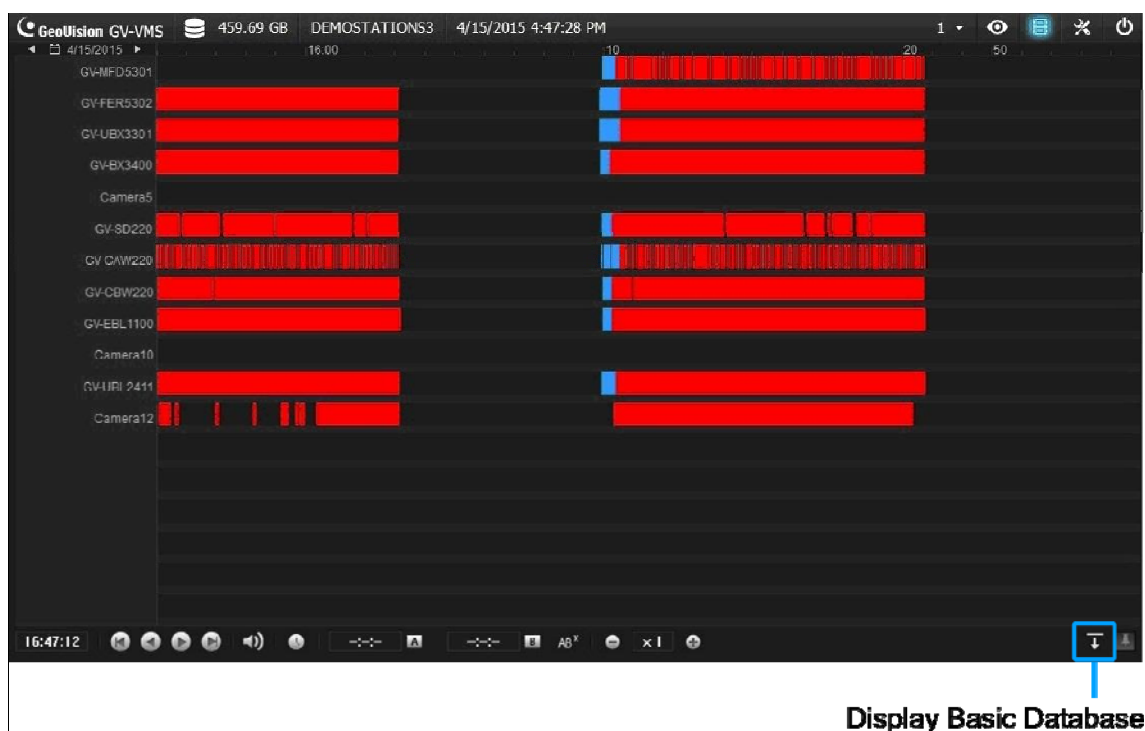 GeoVision GV-VMS 459.69 GB DEMOSTATIONS3 4/15/2015 4:47:28 PM 1
4/15/2015 16:00 10 20 50
GV-MFD5301
GV-FER5302
GV-UBX3301
GV-BX3400
Camera5
GV-SD220
GV-CAW220
GV-CBW220
GV-EBL1100
Camera10
GV-UBL2411
Camera12
16:47:12 --:--:-- A --:--:-- B ABx x1
Display Basic Database